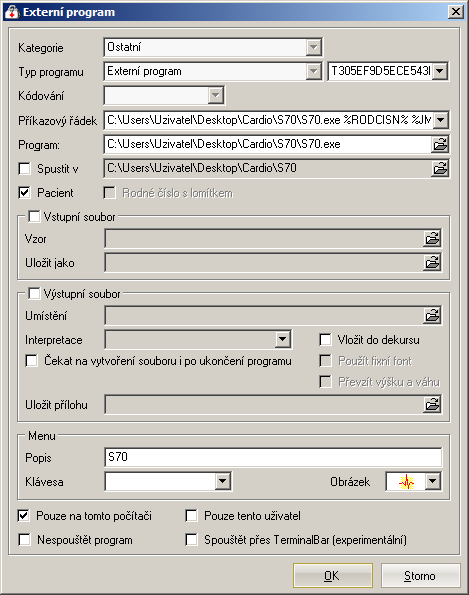 Externí program
Kategorie Ostatní
Typ programu Externí program T305EF9D5ECE543
Kódování
Příkazový řádek C:\Users\Uzivatel\Desktop\Cardio\S70\S70.exe %RODCISN% %JM
Program: C:\Users\Uzivatel\Desktop\Cardio\S70\S70.exe
Spustit v C:\Users\Uzivatel\Desktop\Cardio\S70
Pacient Rodné číslo s lomítkem
Vstupní soubor
Vzor
Uložit jako
Výstupní soubor
Umístění
Interpretace Vložit do dekursu
Čekat na vytvoření souboru i po ukončení programu Použít fixní font
Převzít výšku a váhu
Uložit přílohu
Menu
Popis S70
Klávesa Obrázek
Pouze na tomto počítači Pouze tento uživatel
Nespouštět program Spouštět přes TerminalBar (experimentální)
OK Storno